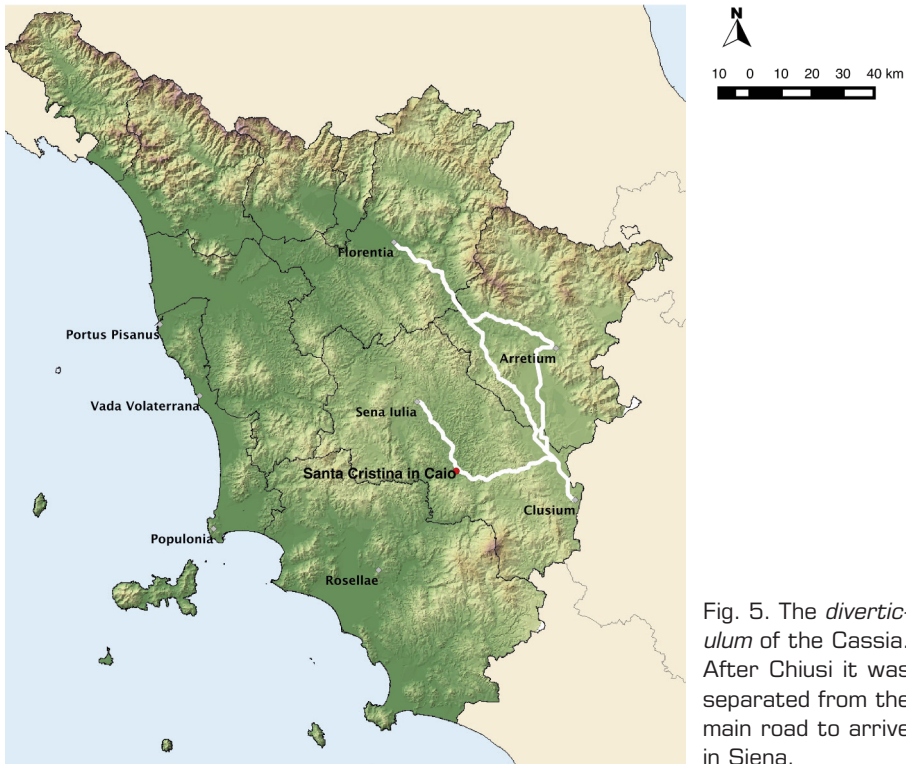 N
10 0 10 20 30 40 km
Florentia
Portus Pisanus
Arretium
Vada Volaterrana
Sena Iulia
Santa Cristina in Caio
Clusium
Populonia
Rosellae
Fig. 5. The divertic-
ulum of the Cassia.
After Chiusi it was
separated from the
main road to arrive
in Siena.